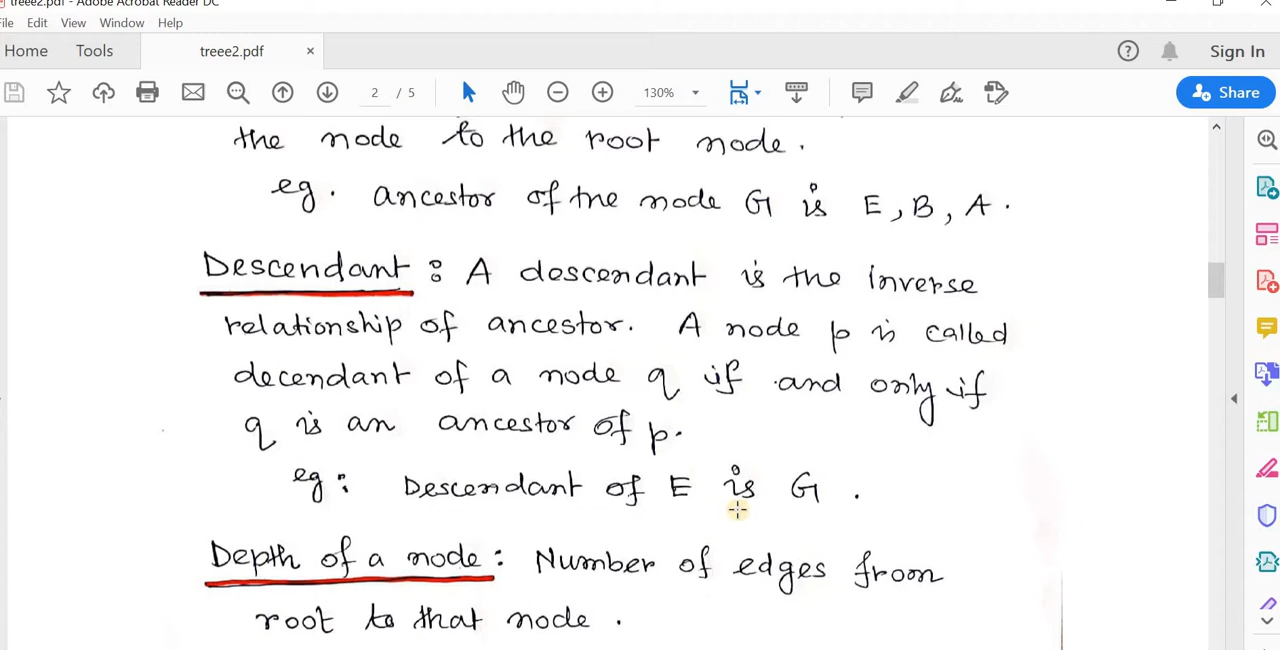 treee2.pdf - Adobe Acrobat Reader DC
File Edit View Window Help
Home Tools treee2.pdf × ? Sign In
2 / 5 130% Share
the node to the root node.
eg. ancestor of the node G is E, B, A.
Descendant : A descendant is the inverse
relationship of ancestor. A node p is called
decendant of a node q if and only if
q is an ancestor of p.
eg: Descendant of E is G.
Depth of a node: Number of edges from
root to that node.